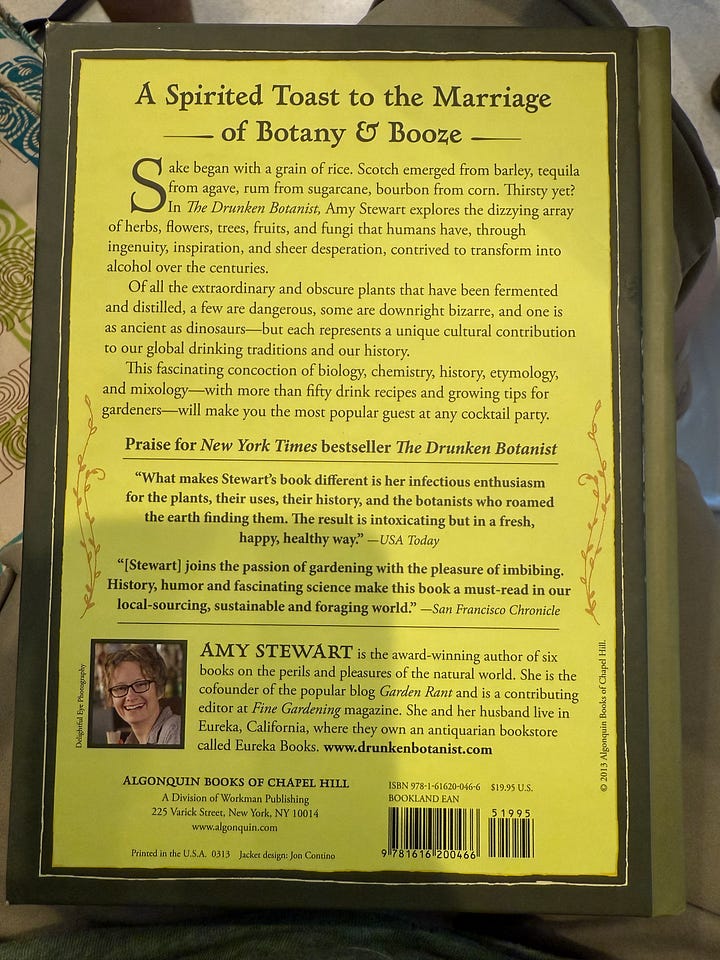 A Spirited Toast to the Marriage
of Botany & Booze
Sake began with a grain of rice. Scotch emerged from barley, tequila
from agave, rum from sugarcane, bourbon from corn. Thirsty yet?
In The Drunken Botanist, Amy Stewart explores the dizzying array
of herbs, flowers, trees, fruits, and fungi that humans have, through
ingenuity, inspiration, and sheer desperation, contrived to transform into
alcohol over the centuries.
Of all the extraordinary and obscure plants that have been fermented
and distilled, a few are dangerous, some are downright bizarre, and one is
as ancient as dinosaurs—but each represents a unique cultural contribution
to our global drinking traditions and our history.
This fascinating concoction of biology, chemistry, history, etymology,
and mixology—with more than fifty drink recipes and growing tips for
gardeners—will make you the most popular guest at any cocktail party.
Praise for New York Times bestseller The Drunken Botanist
“What makes Stewart’s book different is her infectious enthusiasm
for the plants, their uses, their history, and the botanists who roamed
the earth finding them. The result is intoxicating but in a fresh,
happy, healthy way.” —USA Today
“[Stewart] joins the passion of gardening with the pleasure of imbibing.
History, humor and fascinating science make this book a must-read in our
local-sourcing, sustainable and foraging world.” —San Francisco Chronicle
Delightful Eye Photography
AMY STEWART is the award-winning author of six
books on the perils and pleasures of the natural world. She is the
cofounder of the popular blog Garden Rant and is a contributing
editor at Fine Gardening magazine. She and her husband live in
Eureka, California, where they own an antiquarian bookstore
called Eureka Books. www.drunkenbotanist.com
© 2013 Algonquin Books of Chapel Hill.
ALGONQUIN BOOKS OF CHAPEL HILL
A Division of Workman Publishing
225 Varick Street, New York, NY 10014
www.algonquin.com
Printed in the U.S.A. 0313 Jacket design: Jon Contino
ISBN 978-1-61620-046-6 $19.95 U.S.
BOOKLAND EAN
51995
9 781616 200466